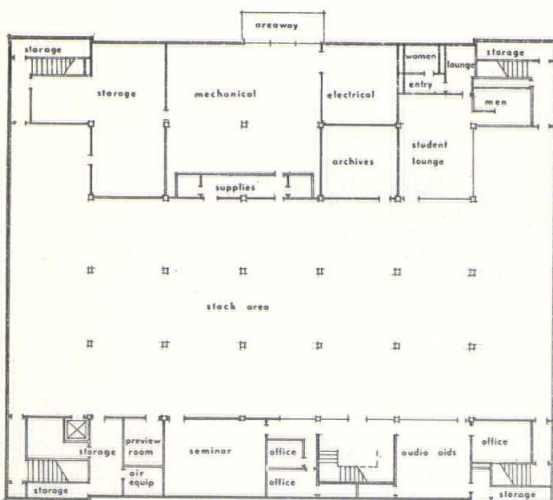 areaway
storage
women
lounge
storage
storage
mechanical
electrical
entry
men
archives
student
lounge
supplies
stack area
storage
preview
room
seminar
office
audio aids
office
air
equip
office
storage
storage